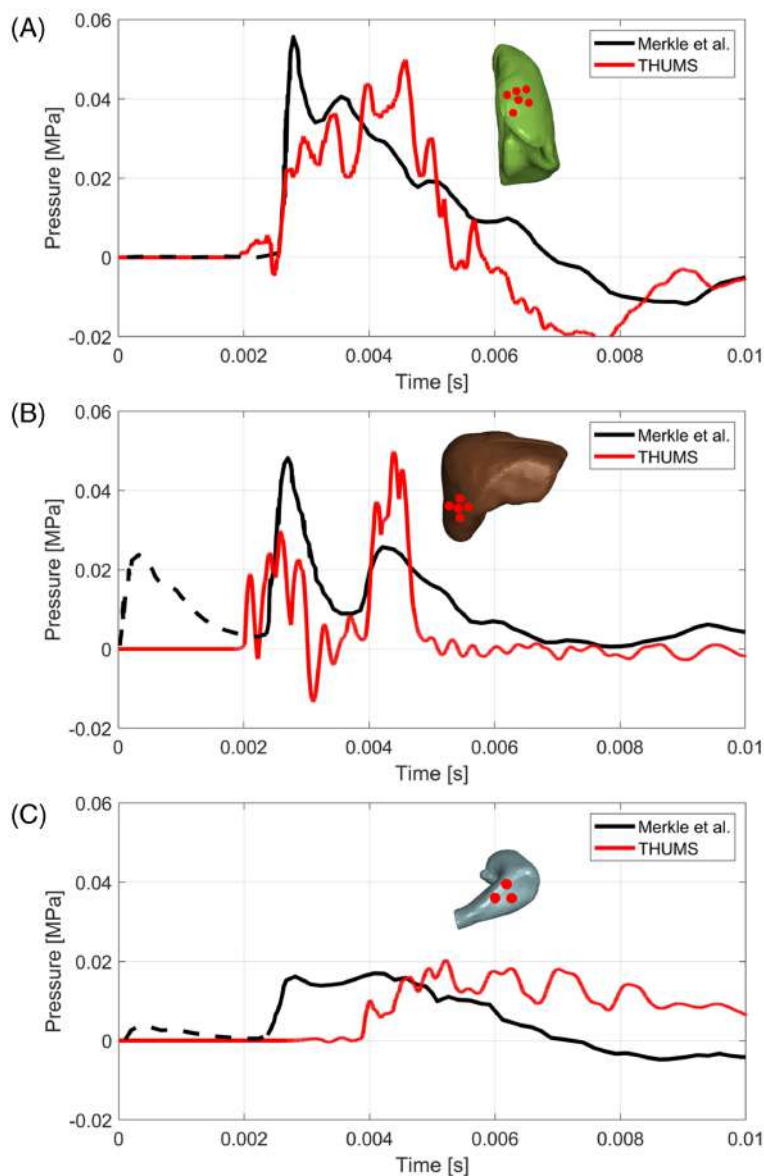 (A)
0.06
0.04
0.02
0
-0.02
Pressure [MPa]
Merkle et al.
THUMS
0 0.002 0.004 0.006 0.008 0.01
Time [s]
(B)
0.06
0.04
0.02
0
-0.02
Pressure [MPa]
Merkle et al.
THUMS
0 0.002 0.004 0.006 0.008 0.01
Time [s]
(C)
0.06
0.04
0.02
0
-0.02
Pressure [MPa]
Merkle et al.
THUMS
0 0.002 0.004 0.006 0.008 0.01
Time [s]